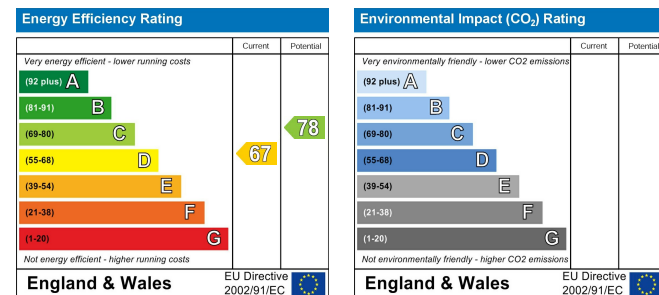 Energy Efficiency Rating
Current Potential
Very energy efficient - lower running costs
(92 plus) A
(81-91) B
(69-80) C
(55-68) D
(39-54) E
(21-38) F
(1-20) G
67
78
Not energy efficient - higher running costs
England & Wales
EU Directive
2002/91/EC
Environmental Impact (CO₂) Rating
Current Potential
Very environmentally friendly - lower CO2 emissions
(92 plus) A
(81-91) B
(69-80) C
(55-68) D
(39-54) E
(21-38) F
(1-20) G
Not environmentally friendly - higher CO2 emissions
England & Wales
EU Directive
2002/91/EC